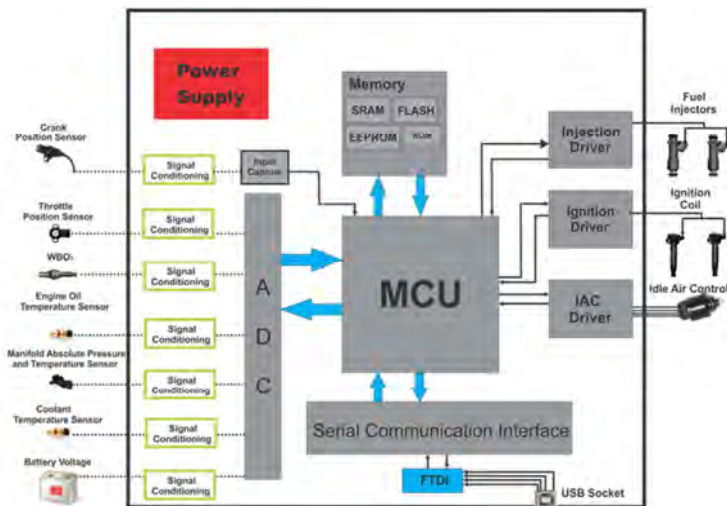 Power
Supply
Memory
SRAM
FLASH
EEPROM
Crank
Position Sensor
Signal
Conditioning
Input
Capture
Throttle
Position Sensor
Signal
Conditioning
WBO₂
Signal
Conditioning
Engine Oil
Temperature Sensor
Signal
Conditioning
Manifold Absolute Pressure
and Temperature Sensor
Signal
Conditioning
Coolant
Temperature Sensor
Signal
Conditioning
Battery Voltage
Signal
Conditioning
A
D
C
MCU
Injection
Driver
Fuel
Injectors
Ignition
Driver
Ignition
Coil
IAC
Driver
Idle Air Control
Serial Communication Interface
FTDI
USB Socket